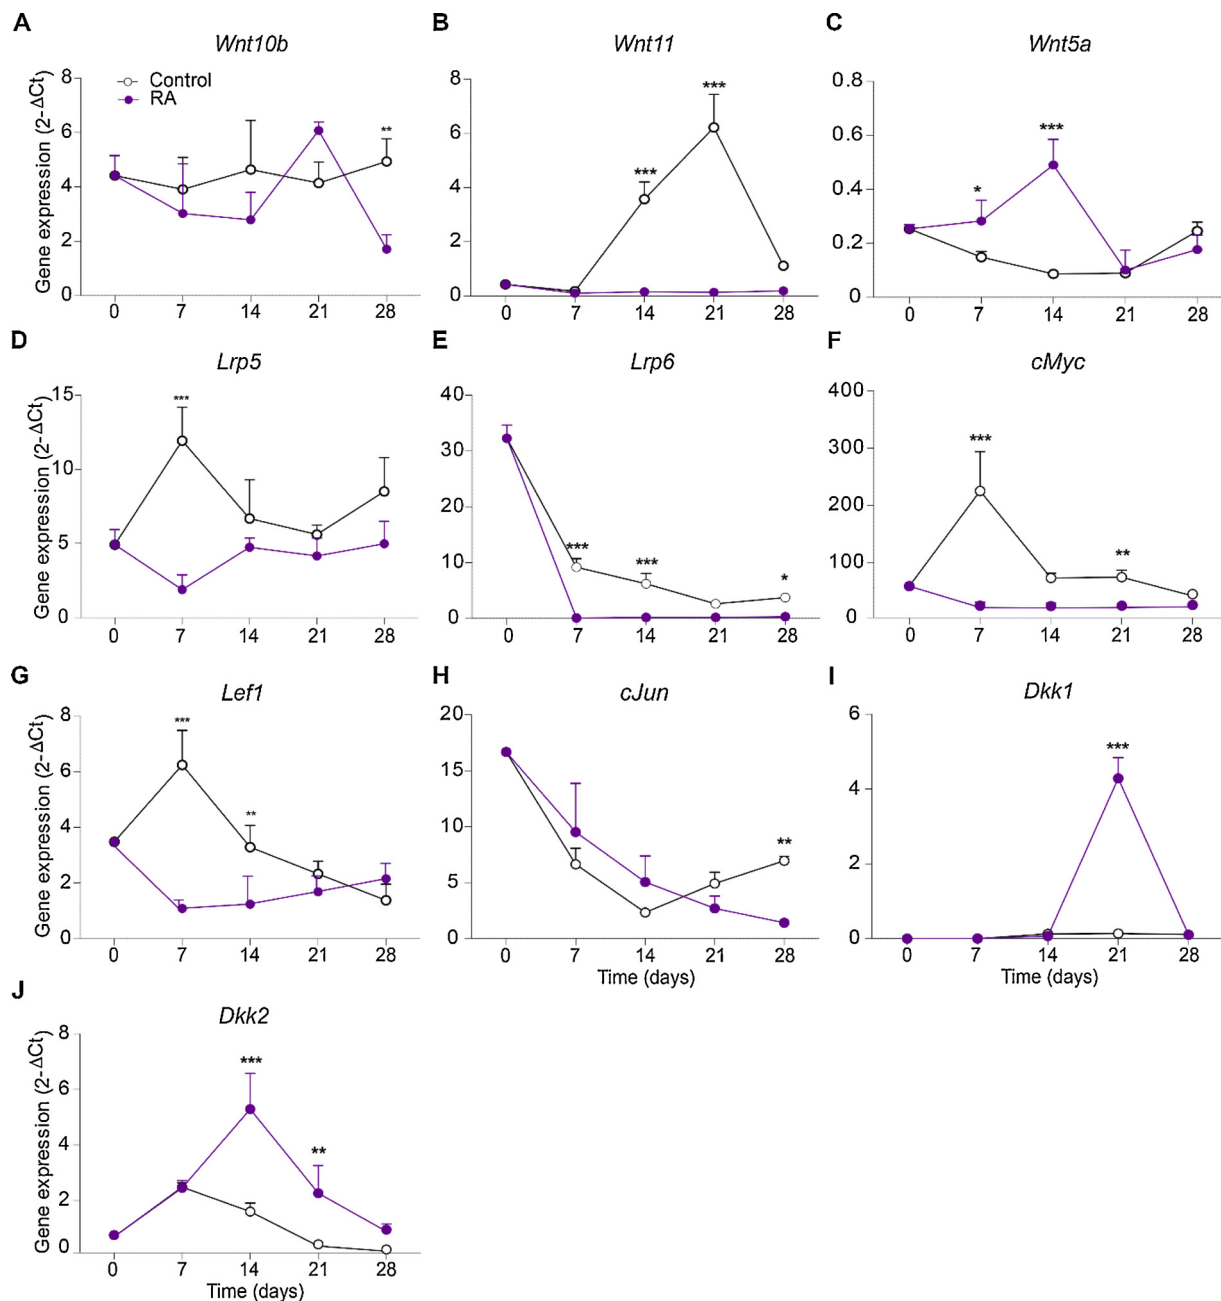 A
Wnt10b
Gene expression (2-ΔCt)
8
6
4
2
0
Control
RA
**
0 7 14 21 28
B
Wnt11
8
6
4
2
0
***
***
0 7 14 21 28
C
Wnt5a
0.8
0.6
0.4
0.2
0
*
***
0 7 14 21 28
D
Lrp5
Gene expression (2-ΔCt)
15
10
5
0
***
0 7 14 21 28
E
Lrp6
40
30
20
10
0
***
***
*
0 7 14 21 28
F
cMyc
400
300
200
100
0
***
**
0 7 14 21 28
G
Lef1
Gene expression (2-ΔCt)
8
6
4
2
0
***
**
0 7 14 21 28
H
cJun
20
15
10
5
0
**
0 7 14 21 28
Time (days)
I
Dkk1
6
4
2
0
***
0 7 14 21 28
Time (days)
J
Dkk2
Gene expression (2-ΔCt)
8
6
4
2
0
***
**
0 7 14 21 28
Time (days)